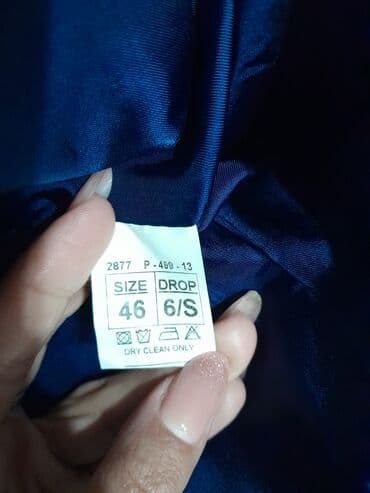 2877 P - 499 - 13
SIZE DROP
46 6/S
DRY CLEAN ONLY